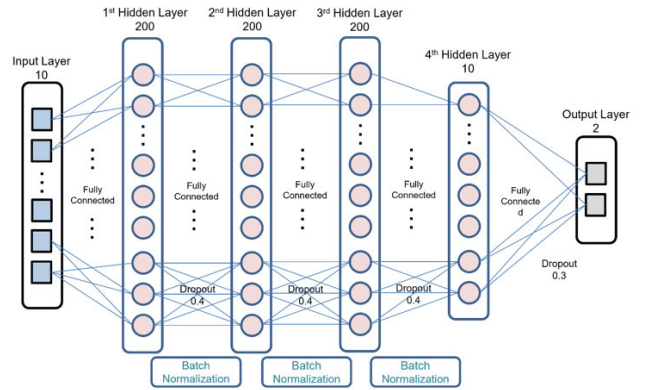 1st Hidden Layer
200
2nd Hidden Layer
200
3rd Hidden Layer
200
4th Hidden Layer
10
Input Layer
10
Output Layer
2
Fully
Connected
Fully
Connected
Fully
Connected
Fully
Connected
Fully
Connecte
d
Dropout
0.4
Dropout
0.4
Dropout
0.4
Dropout
0.3
Batch
Normalization
Batch
Normalization
Batch
Normalization